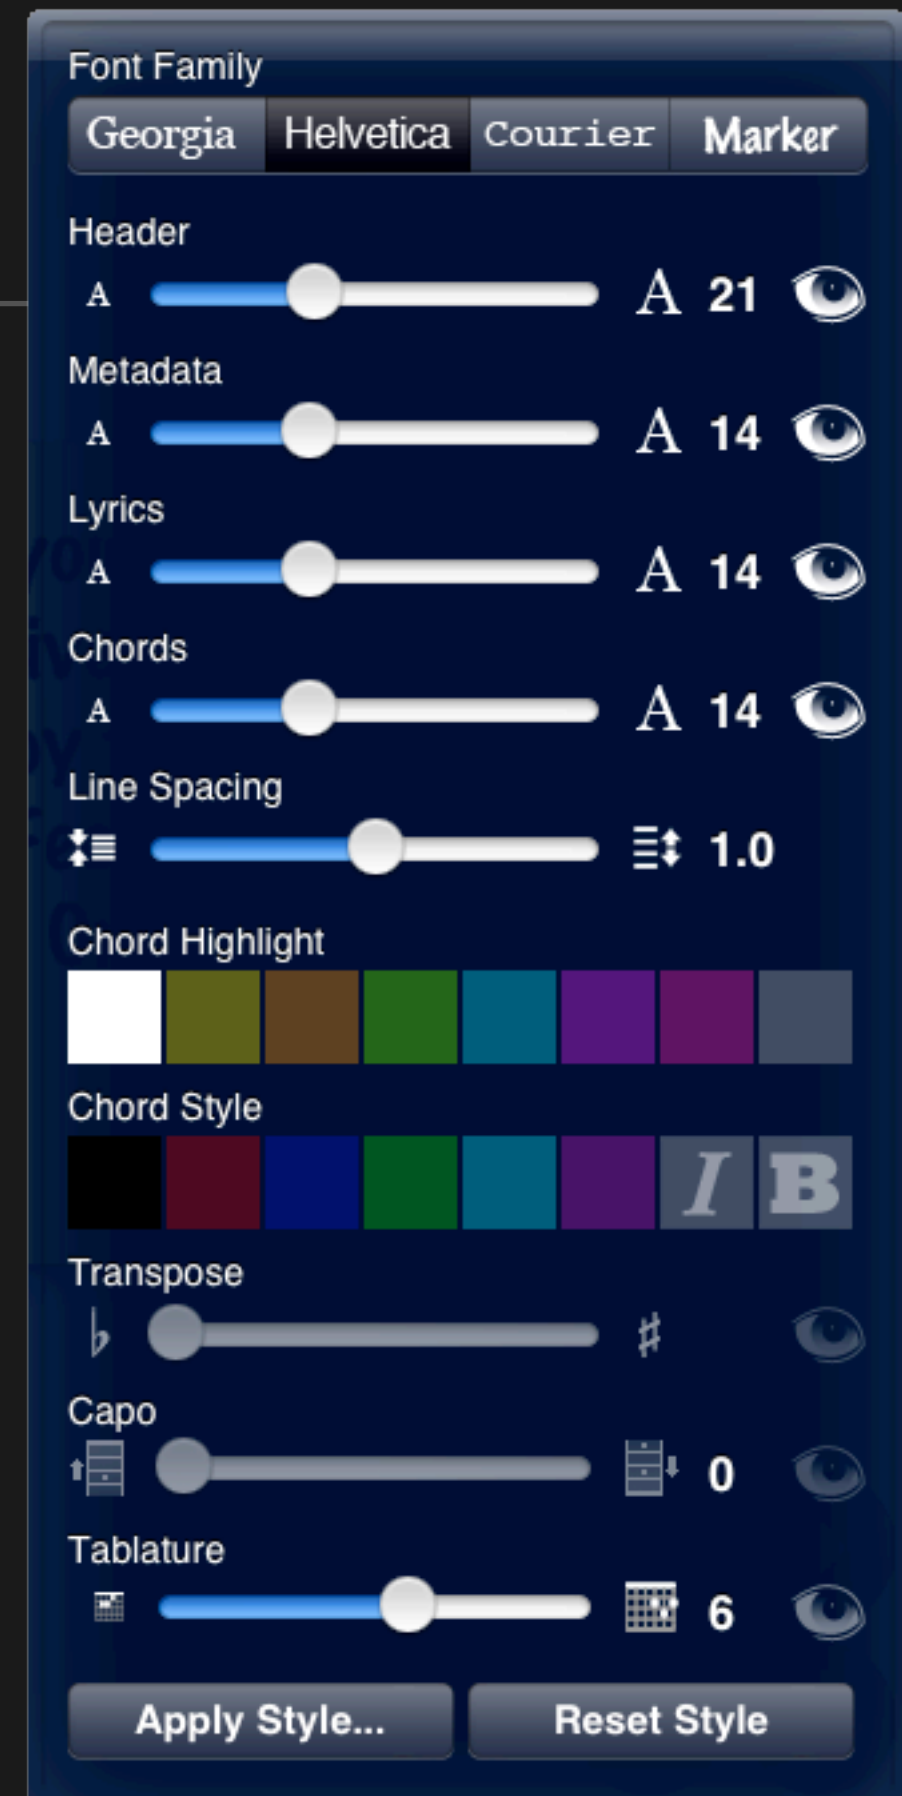 Font Family
Georgia Helvetica Courier Marker
Header
A A 21
Metadata
A A 14
Lyrics
A A 14
Chords
A A 14
Line Spacing
1.0
Chord Highlight
Chord Style
I B
Transpose
♭ ♯
Capo
0
Tablature
6
Apply Style... Reset Style